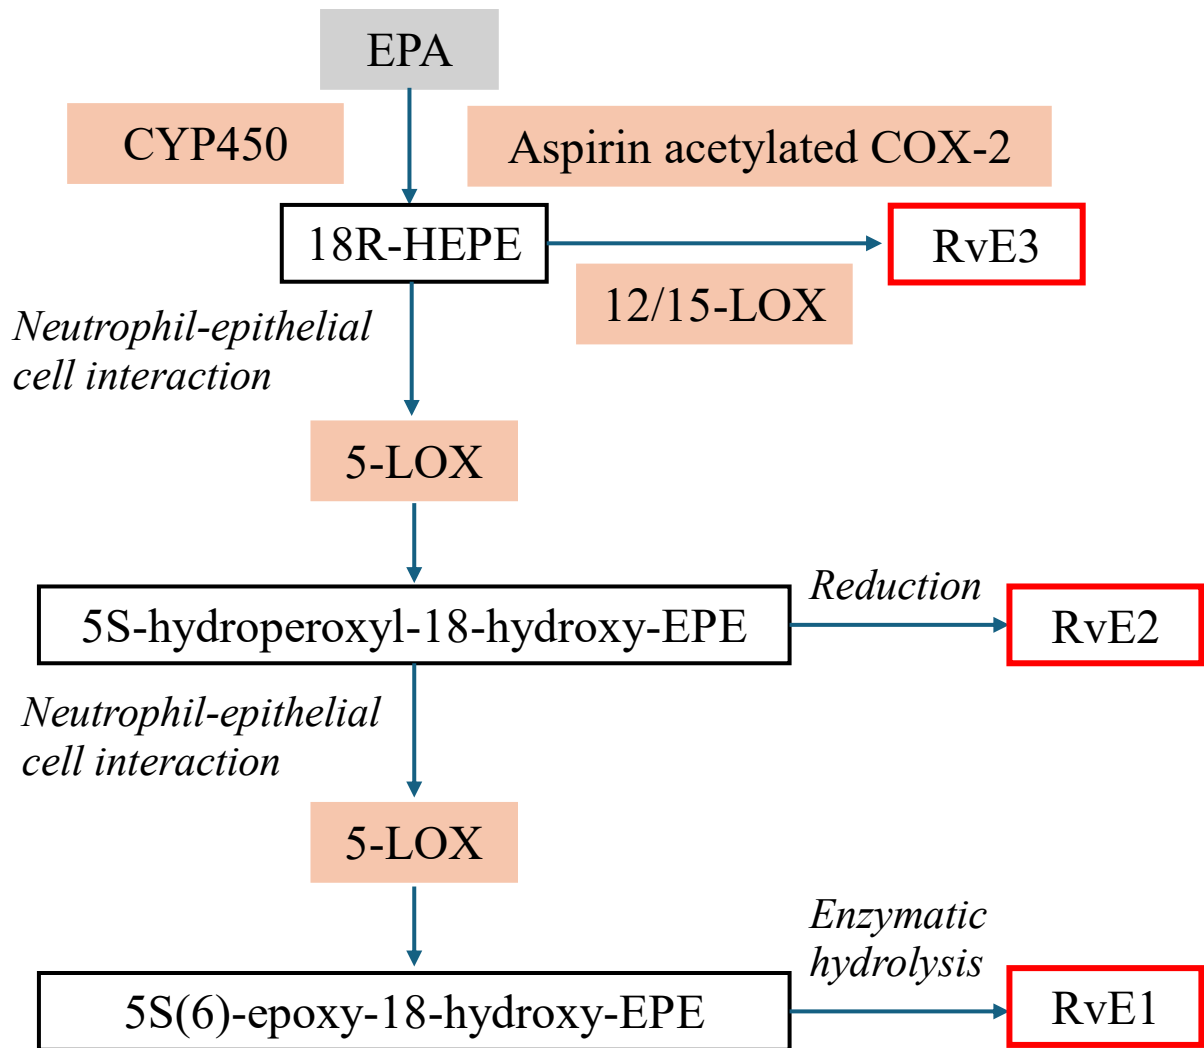 EPA
CYP450
Aspirin acetylated COX-2
18R-HEPE
RvE3
12/15-LOX
Neutrophil-epithelial
cell interaction
5-LOX
5S-hydroperoxyl-18-hydroxy-EPE
Reduction
RvE2
Neutrophil-epithelial
cell interaction
5-LOX
5S(6)-epoxy-18-hydroxy-EPE
Enzymatic
hydrolysis
RvE1